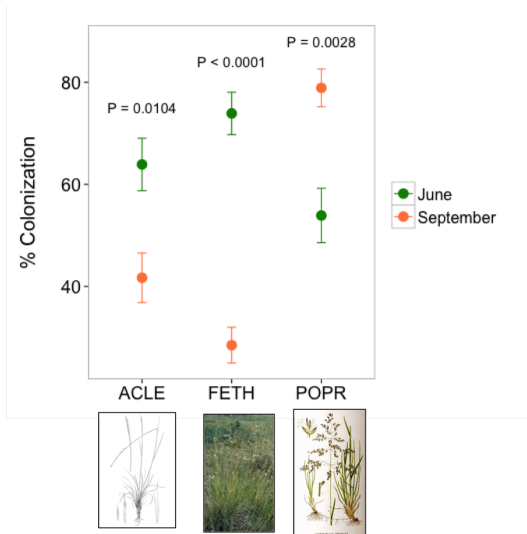 P = 0.0028
P < 0.0001
P = 0.0104
% Colonization
80
60
40
June
September
ACLE
FETH
POPR